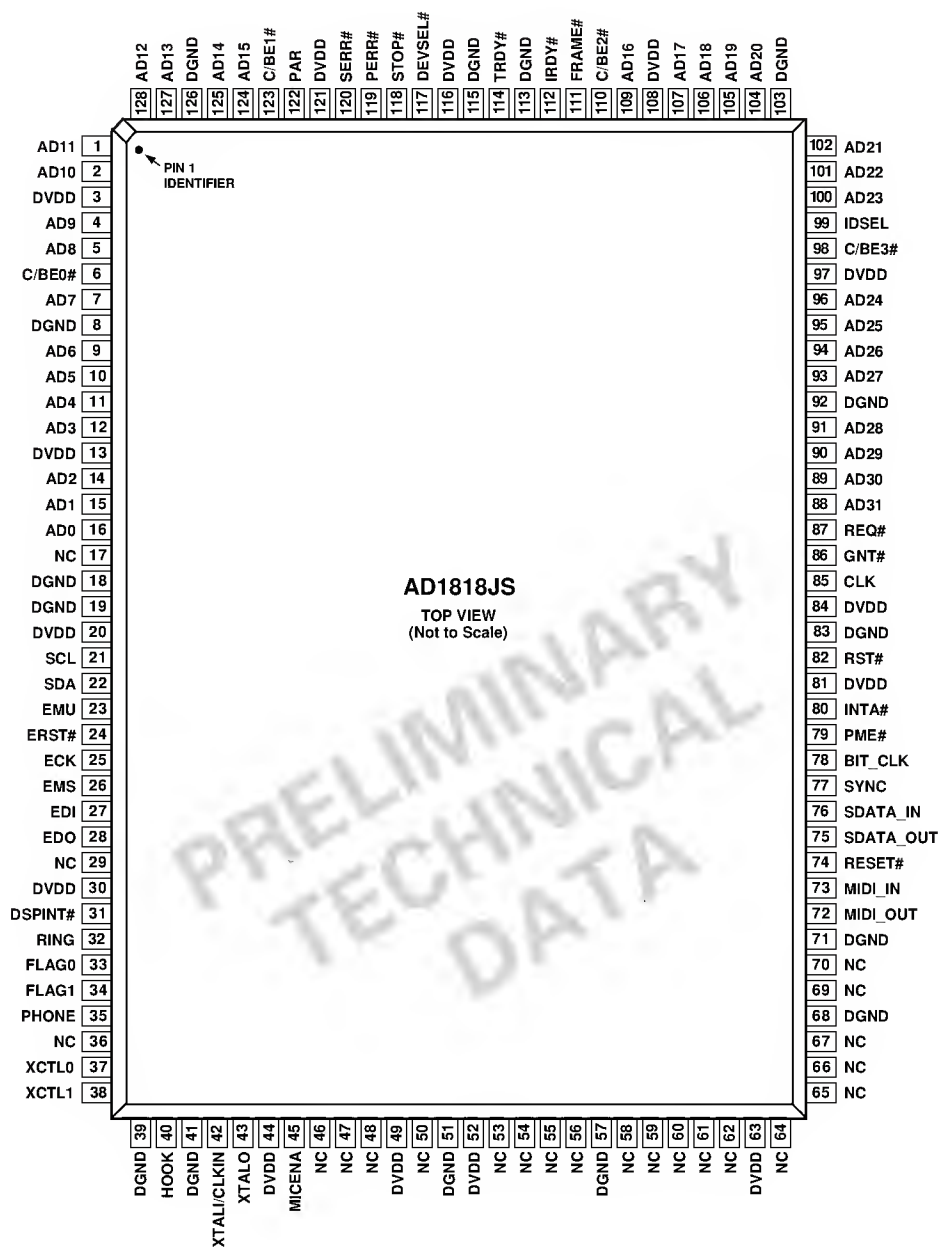 AD12 AD13 DGND AD14 AD15 C/BE1# PAR DVDD SERR# PERR# STOP# DEVSEL# DVDD DGND TRDY# DGND IRDY# FRAME# C/BE2# AD16 DVDD AD17 AD18 AD19 AD20 DGND
128 127 126 125 124 123 122 121 120 119 118 117 116 115 114 113 112 111 110 109 108 107 106 105 104 103
AD11 1
AD10 2
DVDD 3
AD9 4
AD8 5
C/BE0# 6
AD7 7
DGND 8
AD6 9
AD5 10
AD4 11
AD3 12
DVDD 13
AD2 14
AD1 15
AD0 16
NC 17
DGND 18
DGND 19
DVDD 20
SCL 21
SDA 22
EMU 23
ERST# 24
ECK 25
EMS 26
EDI 27
EDO 28
NC 29
DVDD 30
DSPINT# 31
RING 32
FLAG0 33
FLAG1 34
PHONE 35
NC 36
XCTL0 37
XCTL1 38
PIN 1
IDENTIFIER
AD1818JS
TOP VIEW
(Not to Scale)
PRELIMINARY
TECHNICAL
DATA
102 AD21
101 AD22
100 AD23
99 IDSEL
98 C/BE3#
97 DVDD
96 AD24
95 AD25
94 AD26
93 AD27
92 DGND
91 AD28
90 AD29
89 AD30
88 AD31
87 REQ#
86 GNT#
85 CLK
84 DVDD
83 DGND
82 RST#
81 DVDD
80 INTA#
79 PME#
78 BIT_CLK
77 SYNC
76 SDATA_IN
75 SDATA_OUT
74 RESET#
73 MIDI_IN
72 MIDI_OUT
71 DGND
70 NC
69 NC
68 DGND
67 NC
66 NC
65 NC
39 40 41 42 43 44 45 46 47 48 49 50 51 52 53 54 55 56 57 58 59 60 61 62 63 64
DGND HOOK DGND XTALI/CLKIN XTALO DVDD MICENA NC NC NC DVDD NC DGND DVDD NC NC NC NC DGND NC NC NC NC NC DVDD NC